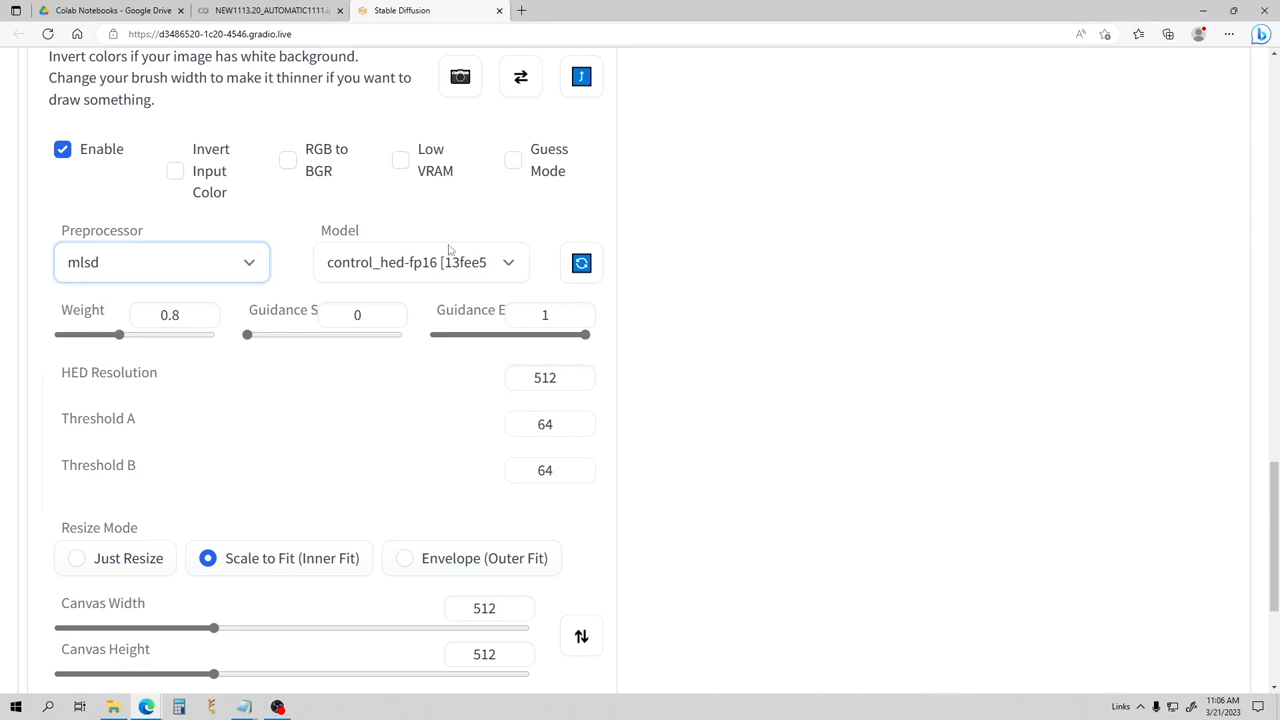 Colab Notebooks - Google Drive
NEW1113.20_AUTOMATIC1111.i
Stable Diffusion
https://d3486520-1c20-4546.gradio.live
Invert colors if your image has white background.
Change your brush width to make it thinner if you want to
draw something.
Enable
Invert
Input
Color
RGB to
BGR
Low
VRAM
Guess
Mode
Preprocessor
Model
mlsd
control_hed-fp16 [13fee5
Weight
0.8
Guidance S
0
Guidance E
1
HED Resolution
512
Threshold A
64
Threshold B
64
Resize Mode
Just Resize
Scale to Fit (Inner Fit)
Envelope (Outer Fit)
Canvas Width
512
Canvas Height
512
Links
11:06 AM
3/21/2023